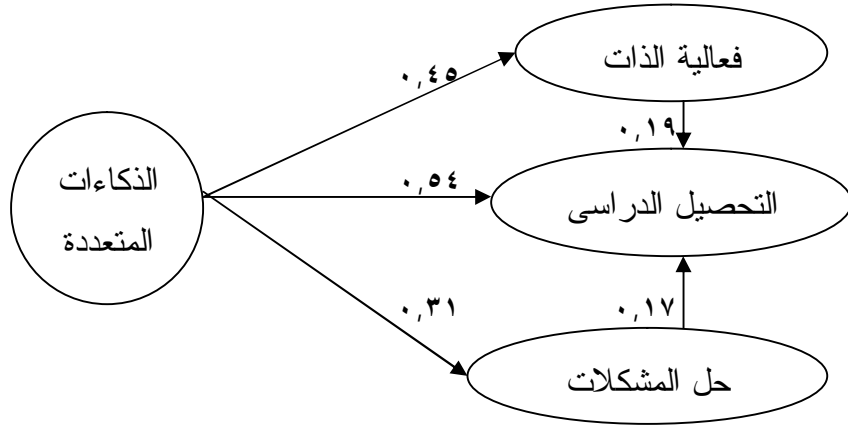 فعالية الذات
٠,٤٥
٠,١٩
الذكاءات
المتعددة
٠,٥٤
التحصيل الدراسى
٠,٣١
٠,١٧
حل المشكلات